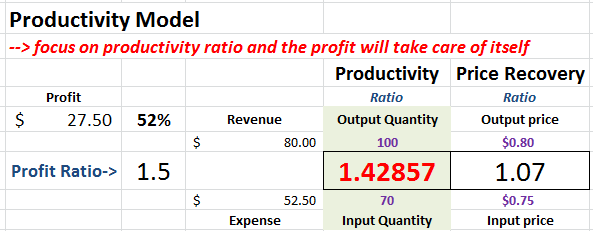 Productivity Model
--> focus on productivity ratio and the profit will take care of itself
Productivity Price Recovery
Profit Ratio Ratio
$ 27.50 52% Revenue Output Quantity Output price
$ 80.00 100 $0.80
Profit Ratio-> 1.5 1.42857 1.07
$ 52.50 70 $0.75
Expense Input Quantity Input price